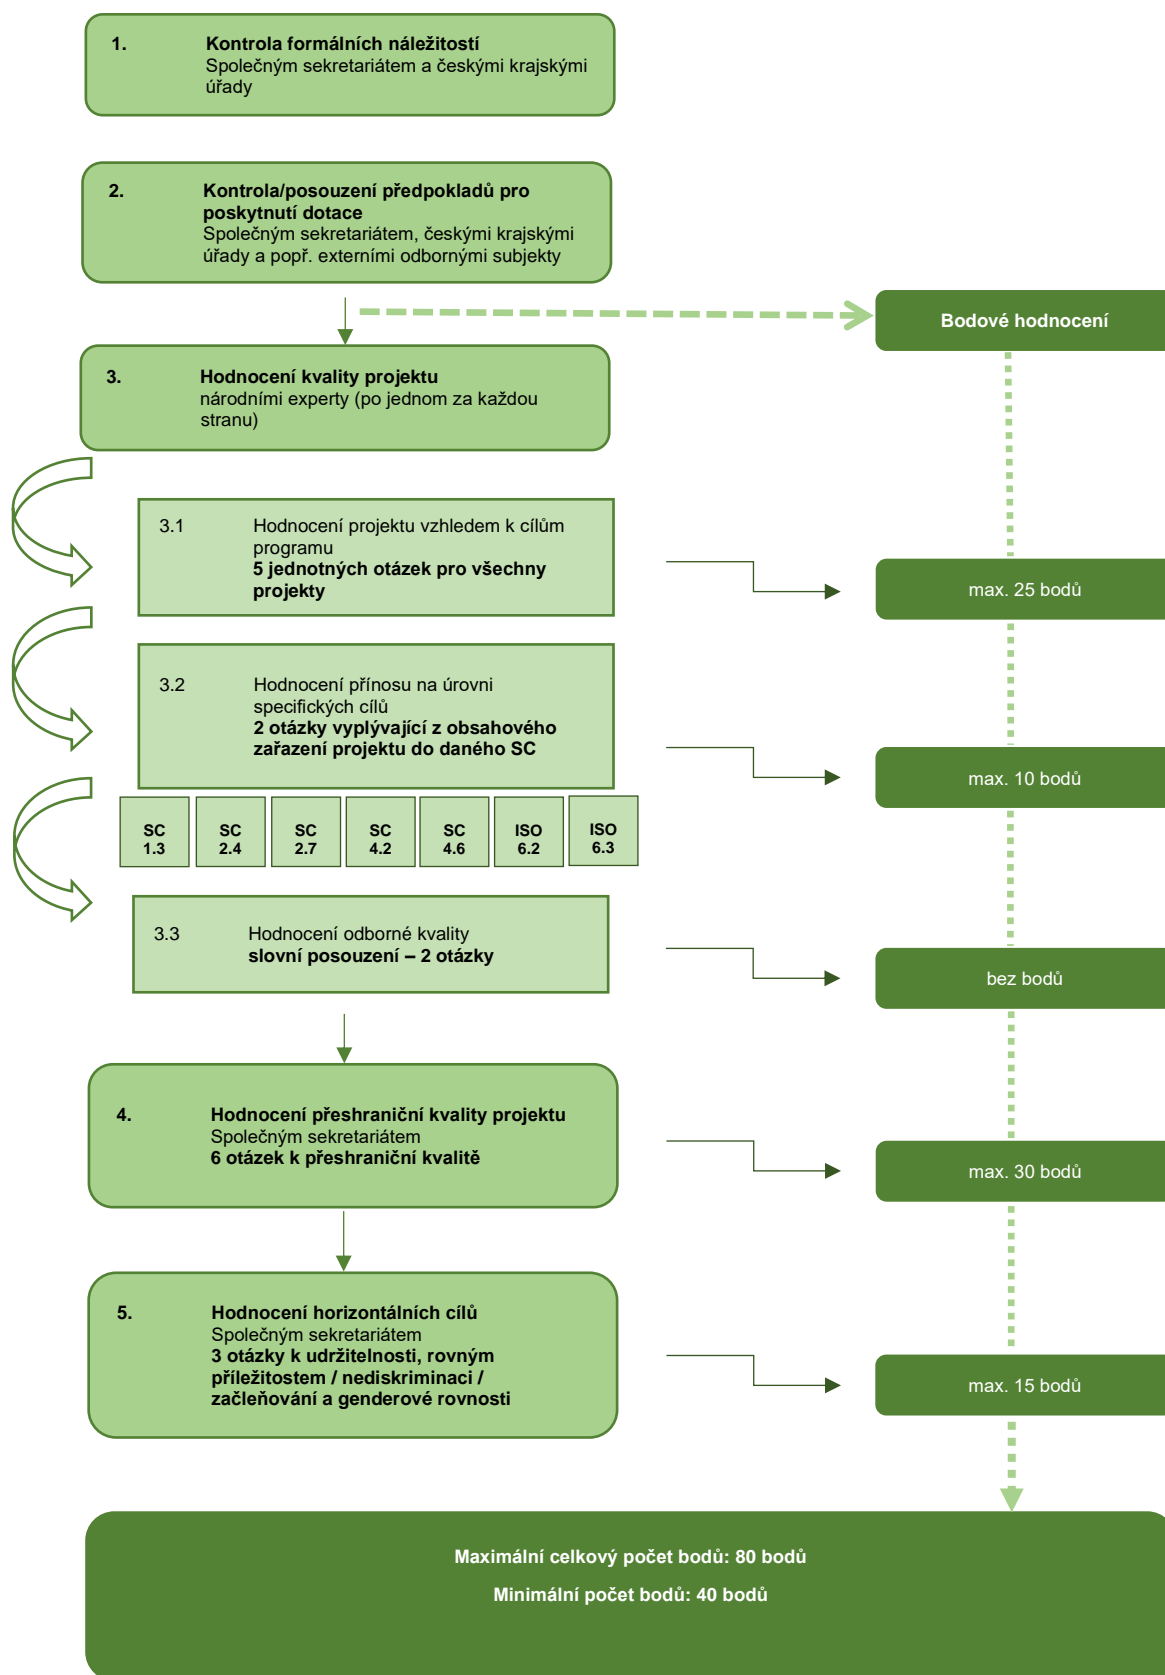 1. Kontrola formálních náležitostí
Společným sekretariátem a českými krajskými
úřady
2. Kontrola/posouzení předpokladů pro
poskytnutí dotace
Společným sekretariátem, českými krajskými
úřady a popř. externími odbornými subjekty
Bodové hodnocení
3. Hodnocení kvality projektu
národními experty (po jednom za každou
stranu)
3.1 Hodnocení projektu vzhledem k cílům
programu
5 jednotných otázek pro všechny
projekty
max. 25 bodů
3.2 Hodnocení přínosu na úrovni
specifických cílů
2 otázky vyplývající z obsahového
zařazení projektu do daného SC
max. 10 bodů
SC
1.3
SC
2.4
SC
2.7
SC
4.2
SC
4.6
ISO
6.2
ISO
6.3
3.3 Hodnocení odborné kvality
slovní posouzení – 2 otázky
bez bodů
4. Hodnocení přeshraniční kvality projektu
Společným sekretariátem
6 otázek k přeshraniční kvalitě
max. 30 bodů
5. Hodnocení horizontálních cílů
Společným sekretariátem
3 otázky k udržitelnosti, rovným
příležitostem / nediskriminaci /
začleňování a genderové rovnosti
max. 15 bodů
Maximální celkový počet bodů: 80 bodů
Minimální počet bodů: 40 bodů